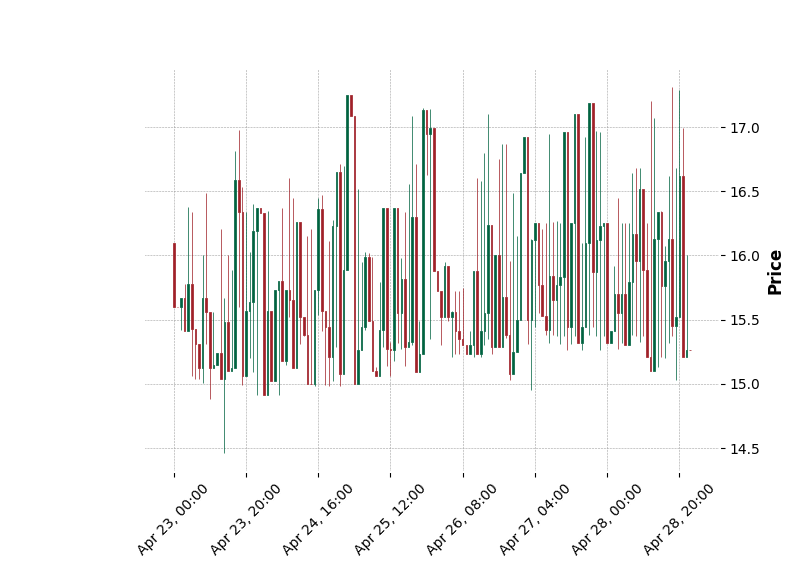 17.0
16.5
16.0
15.5
15.0
14.5
Price
Apr 23, 00:00
Apr 23, 20:00
Apr 24, 16:00
Apr 25, 12:00
Apr 26, 08:00
Apr 27, 04:00
Apr 28, 00:00
Apr 28, 20:00